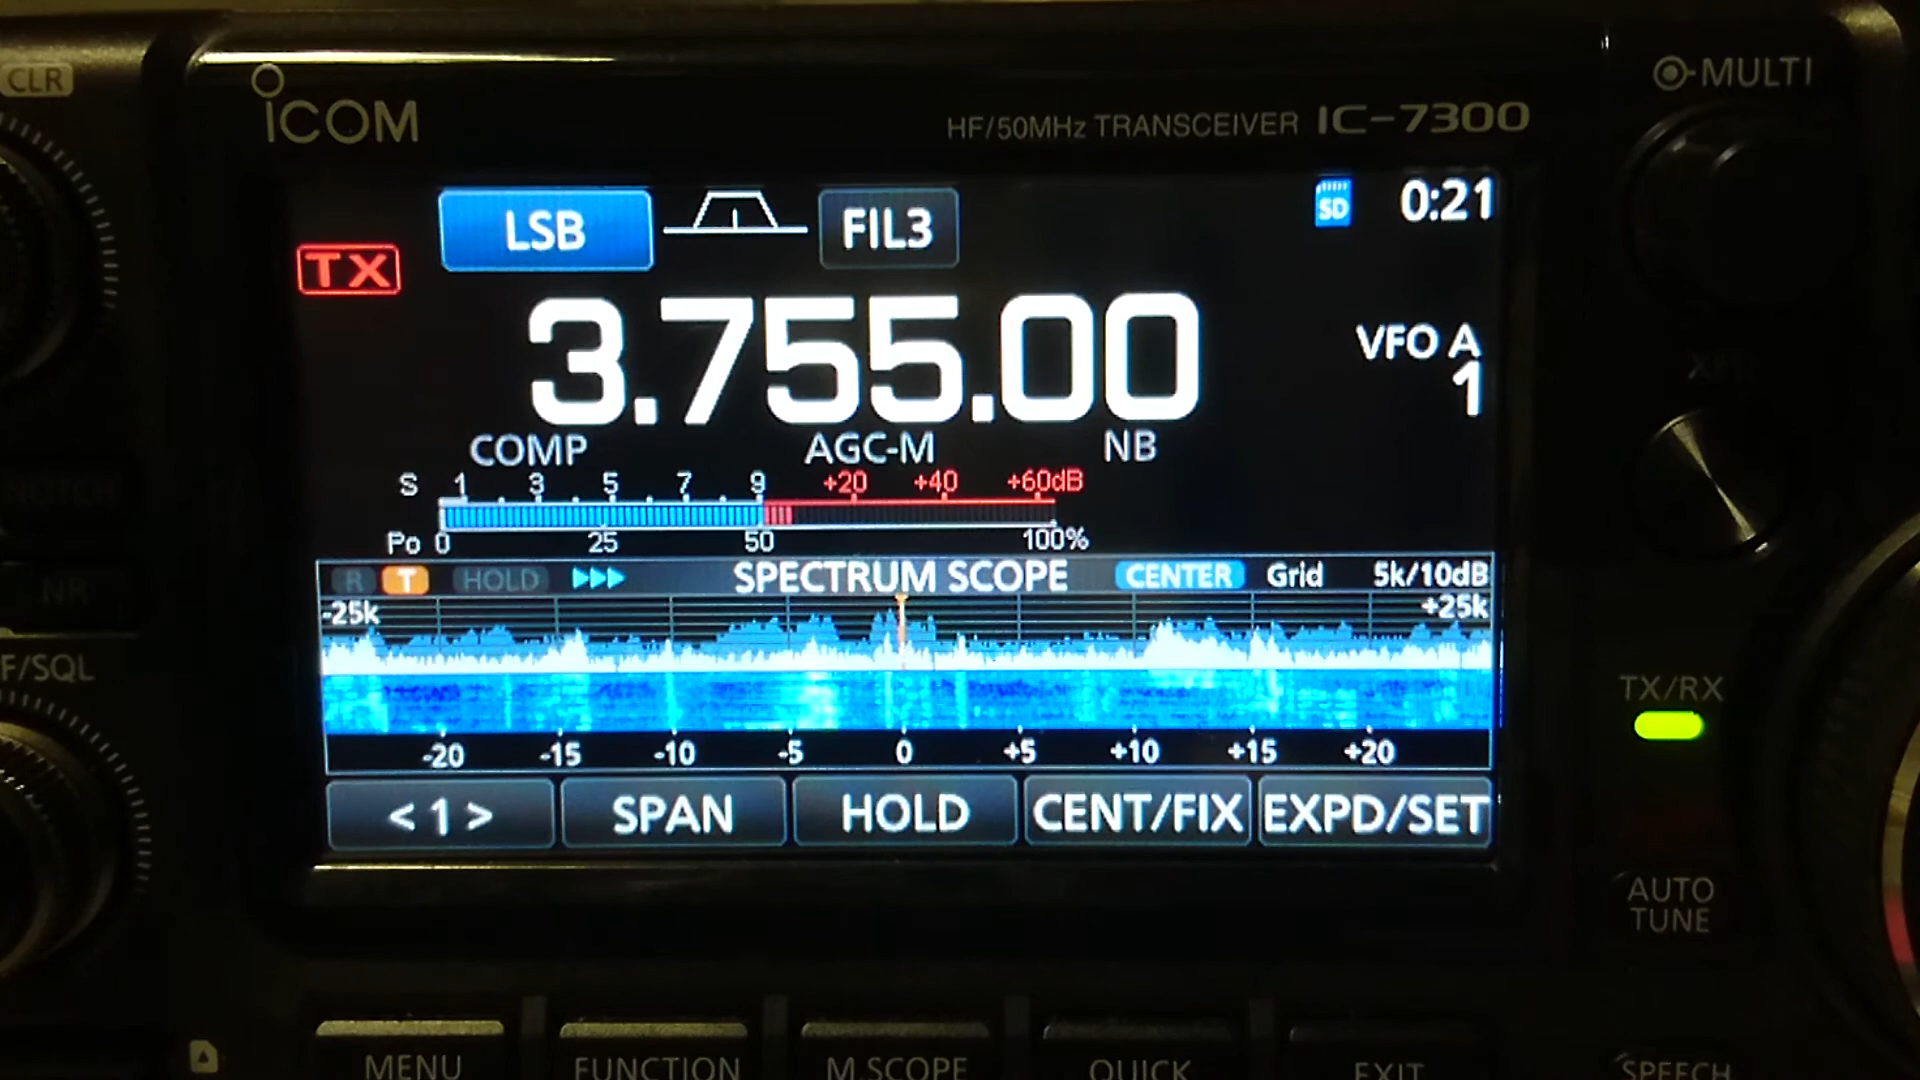 CLR
ICOM
HF/50MHz TRANSCEIVER IC-7300
MULTI
LSB
FIL3
SD
0:21
TX
3.755.00
VFO A
1
COMP AGC-M NB
S 1 3 5 7 9 +20 +40 +60dB
Po 0 25 50 100%
R T HOLD SPECTRUM SCOPE CENTER Grid 5k/10dB
-25k +25k
-20 -15 -10 -5 0 +5 +10 +15 +20
< 1 > SPAN HOLD CENT/FIX EXPD/SET
NOTCH
NR
F/SQL
TX/RX
AUTO
TUNE
MENU FUNCTION M.SCOPE QUICK EXIT SPEECH